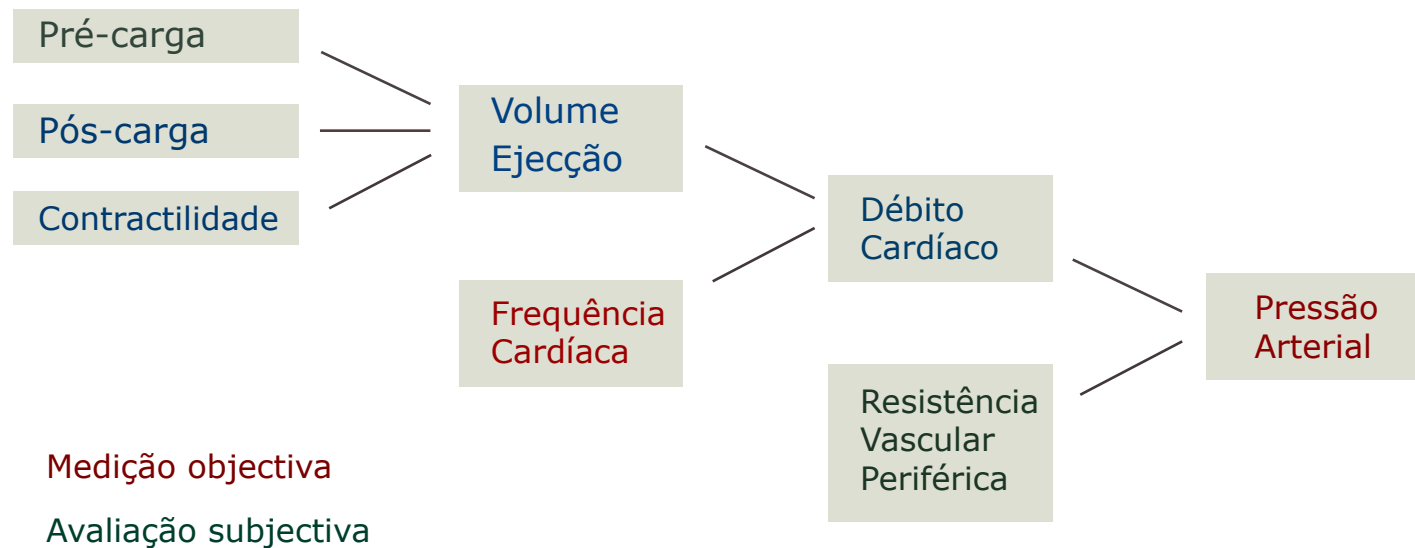 Pré-carga
Pós-carga
Contractilidade
Volume
Ejecção
Frequência
Cardíaca
Débito
Cardíaco
Resistência
Vascular
Periférica
Pressão
Arterial
Medição objectiva
Avaliação subjectiva